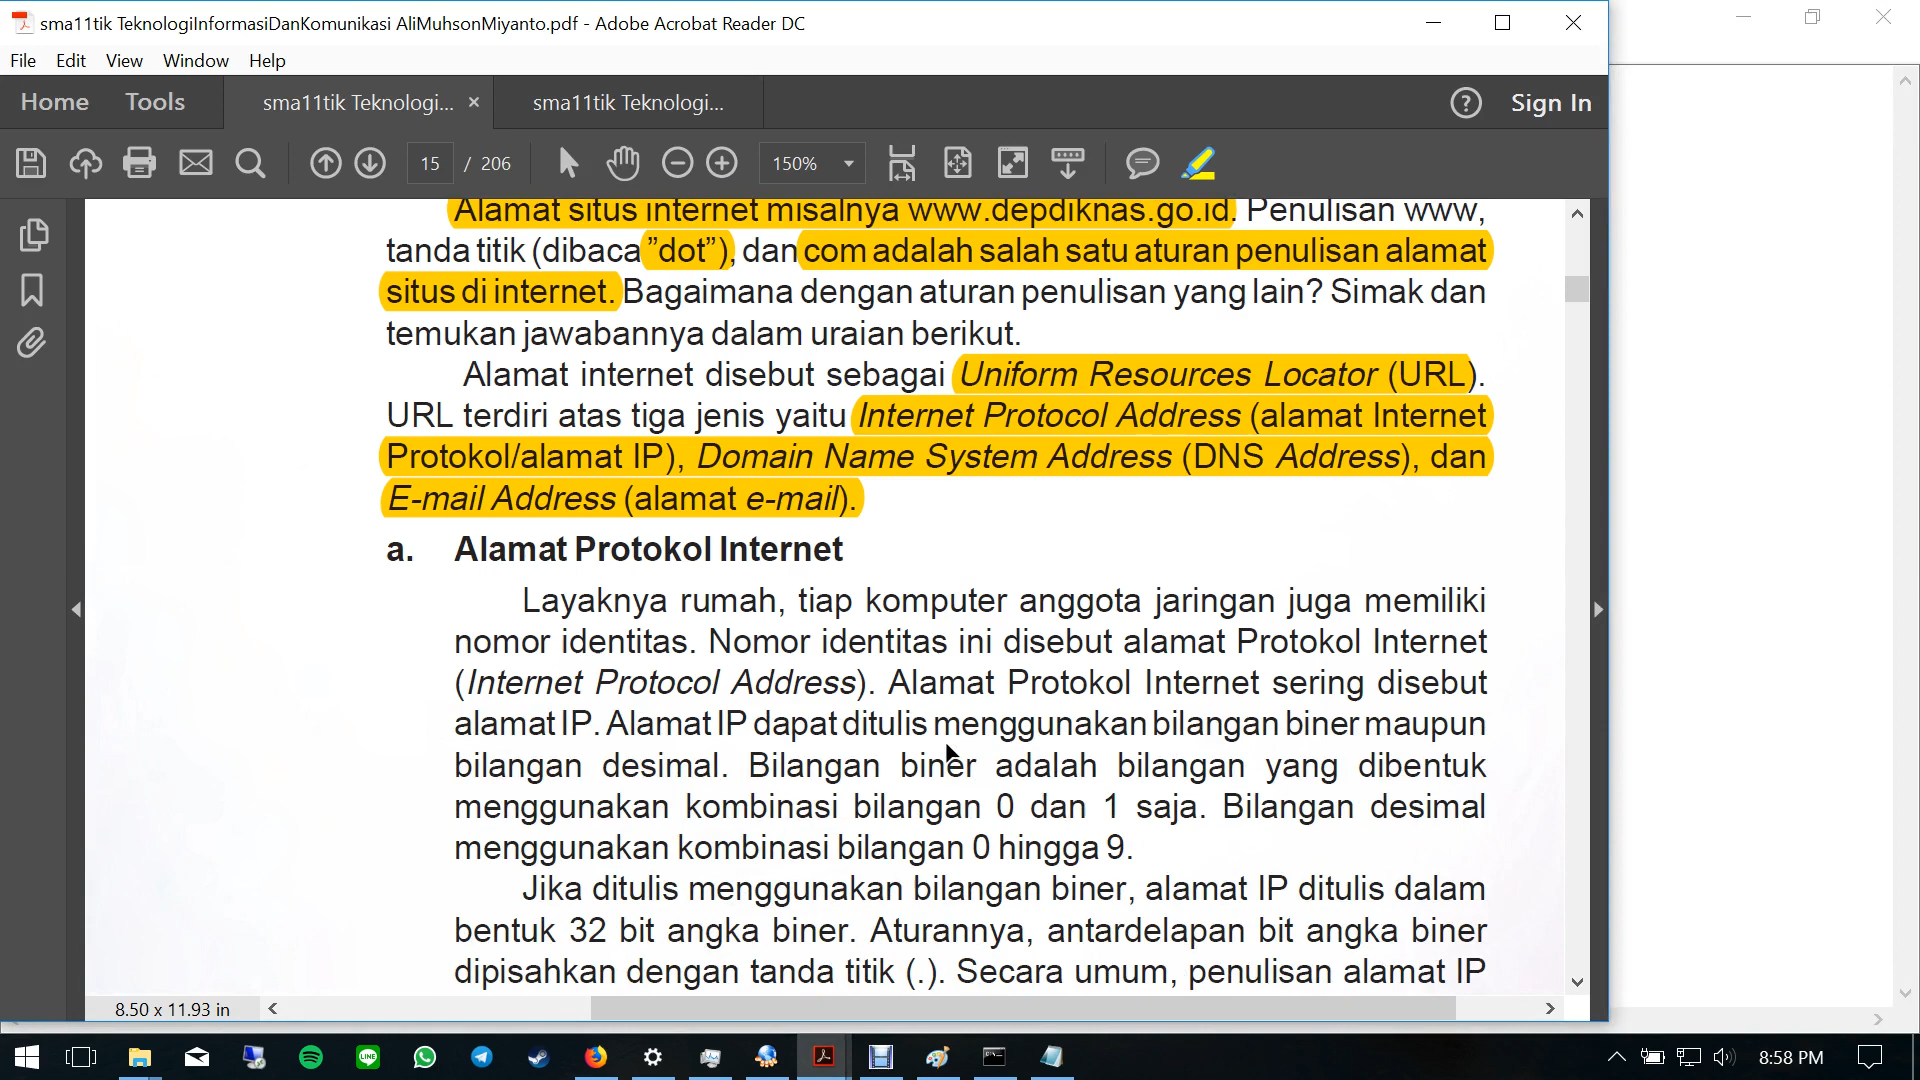 sma11tik TeknologiInformasiDanKomunikasi AliMuhsonMiyanto.pdf - Adobe Acrobat Reader DC
File Edit View Window Help
Home Tools sma11tik Teknologi... × sma11tik Teknologi... ? Sign In
15 / 206 150%
Alamat situs internet misalnya www.depdiknas.go.id. Penulisan www,
tanda titik (dibaca ”dot”), dan com adalah salah satu aturan penulisan alamat
situs di internet. Bagaimana dengan aturan penulisan yang lain? Simak dan
temukan jawabannya dalam uraian berikut.
Alamat internet disebut sebagai Uniform Resources Locator (URL).
URL terdiri atas tiga jenis yaitu Internet Protocol Address (alamat Internet
Protokol/alamat IP), Domain Name System Address (DNS Address), dan
E-mail Address (alamat e-mail).
a. Alamat Protokol Internet
Layaknya rumah, tiap komputer anggota jaringan juga memiliki
nomor identitas. Nomor identitas ini disebut alamat Protokol Internet
(Internet Protocol Address). Alamat Protokol Internet sering disebut
alamat IP. Alamat IP dapat ditulis menggunakan bilangan biner maupun
bilangan desimal. Bilangan biner adalah bilangan yang dibentuk
menggunakan kombinasi bilangan 0 dan 1 saja. Bilangan desimal
menggunakan kombinasi bilangan 0 hingga 9.
Jika ditulis menggunakan bilangan biner, alamat IP ditulis dalam
bentuk 32 bit angka biner. Aturannya, antardelapan bit angka biner
dipisahkan dengan tanda titik (.). Secara umum, penulisan alamat IP
8.50 x 11.93 in
LINE
8:58 PM